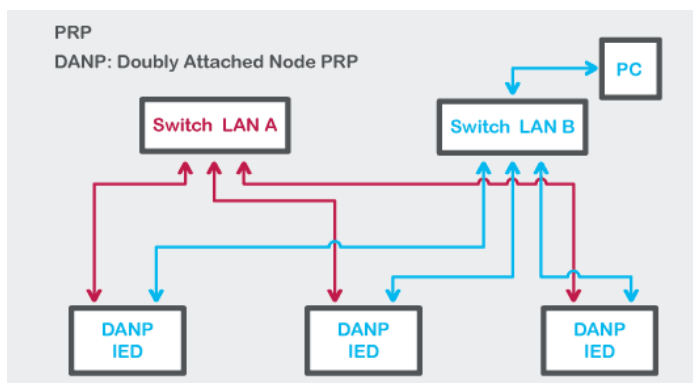 PRP
DANP: Doubly Attached Node PRP
PC
Switch LAN A
Switch LAN B
DANP
IED
DANP
IED
DANP
IED